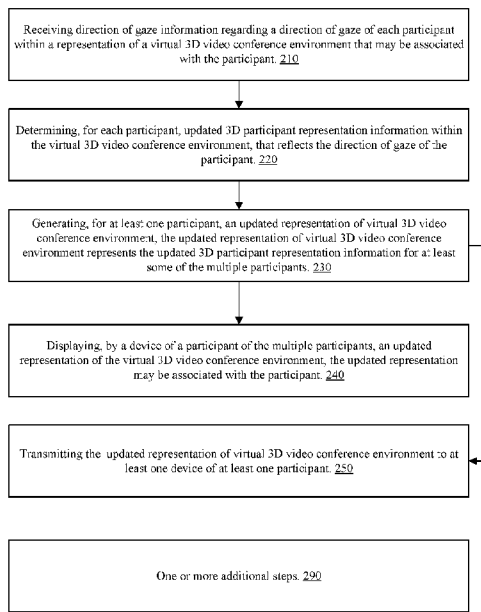 Receiving direction of gaze information regarding a direction of gaze of each participant
within a representation of a virtual 3D video conference environment that may be associated
with the participant. 210
Determining, for each participant, updated 3D participant representation information within
the virtual 3D video conference environment, that reflects the direction of gaze of the
participant. 220
Generating, for at least one participant, an updated representation of virtual 3D video
conference environment, the updated representation of virtual 3D video conference
environment represents the updated 3D participant representation information for at least
some of the multiple participants. 230
Displaying, by a device of a participant of the multiple participants, an updated
representation of the virtual 3D video conference environment, the updated representation
may be associated with the participant. 240
Transmitting the updated representation of virtual 3D video conference environment to at
least one device of at least one participant. 250
One or more additional steps. 290